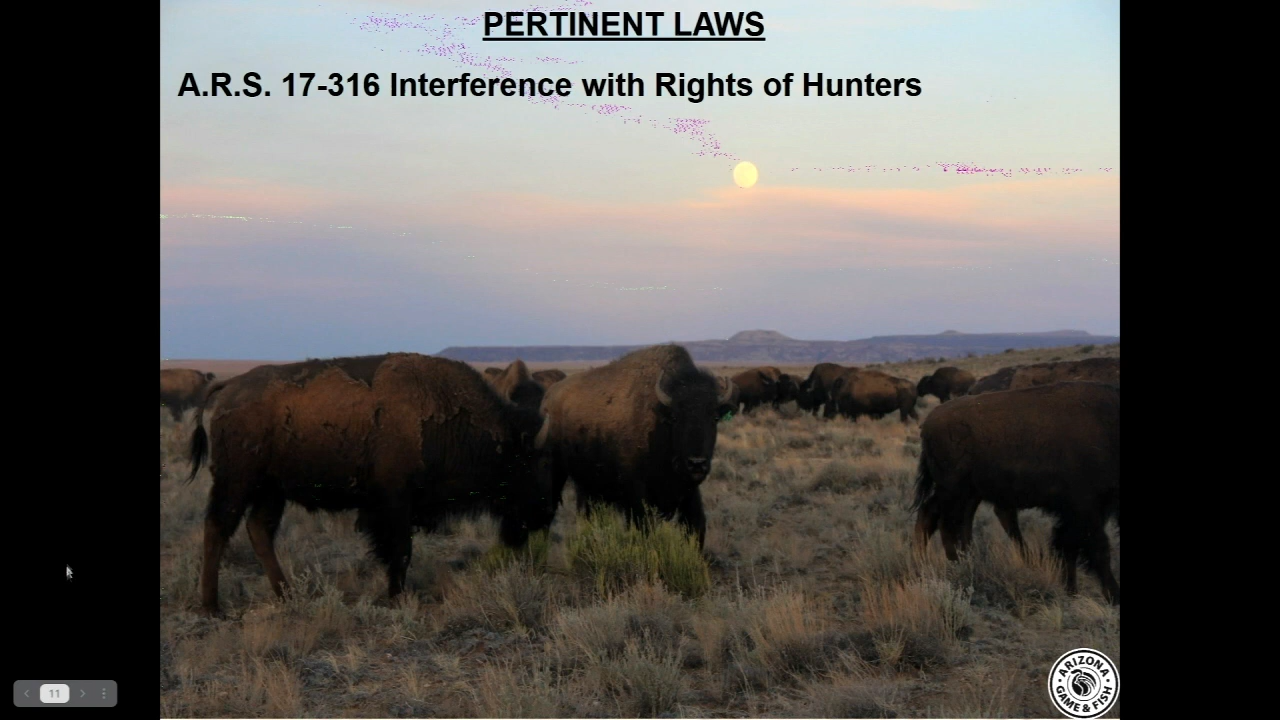 PERTINENT LAWS
A.R.S. 17-316 Interference with Rights of Hunters
11
ARIZONA
GAME & FISH